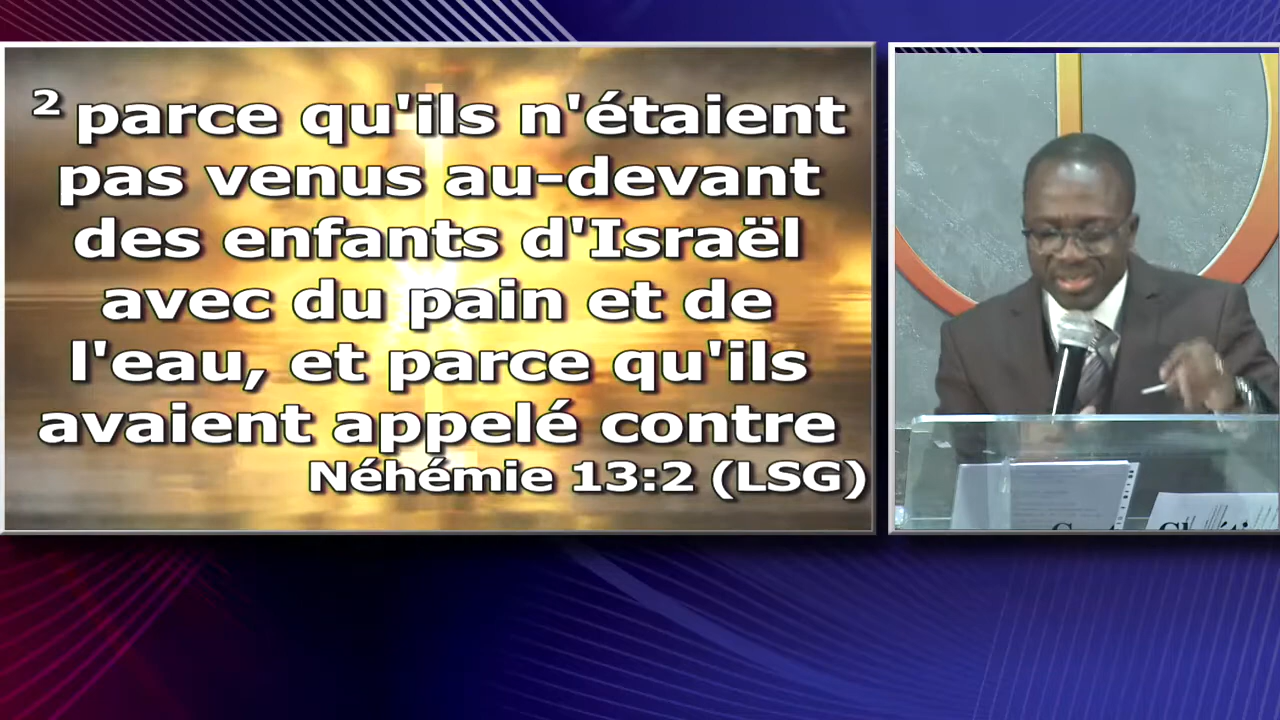 ² parce qu'ils n'étaient
pas venus au-devant
des enfants d'Israël
avec du pain et de
l'eau, et parce qu'ils
avaient appelé contre
Néhémie 13:2 (LSG)